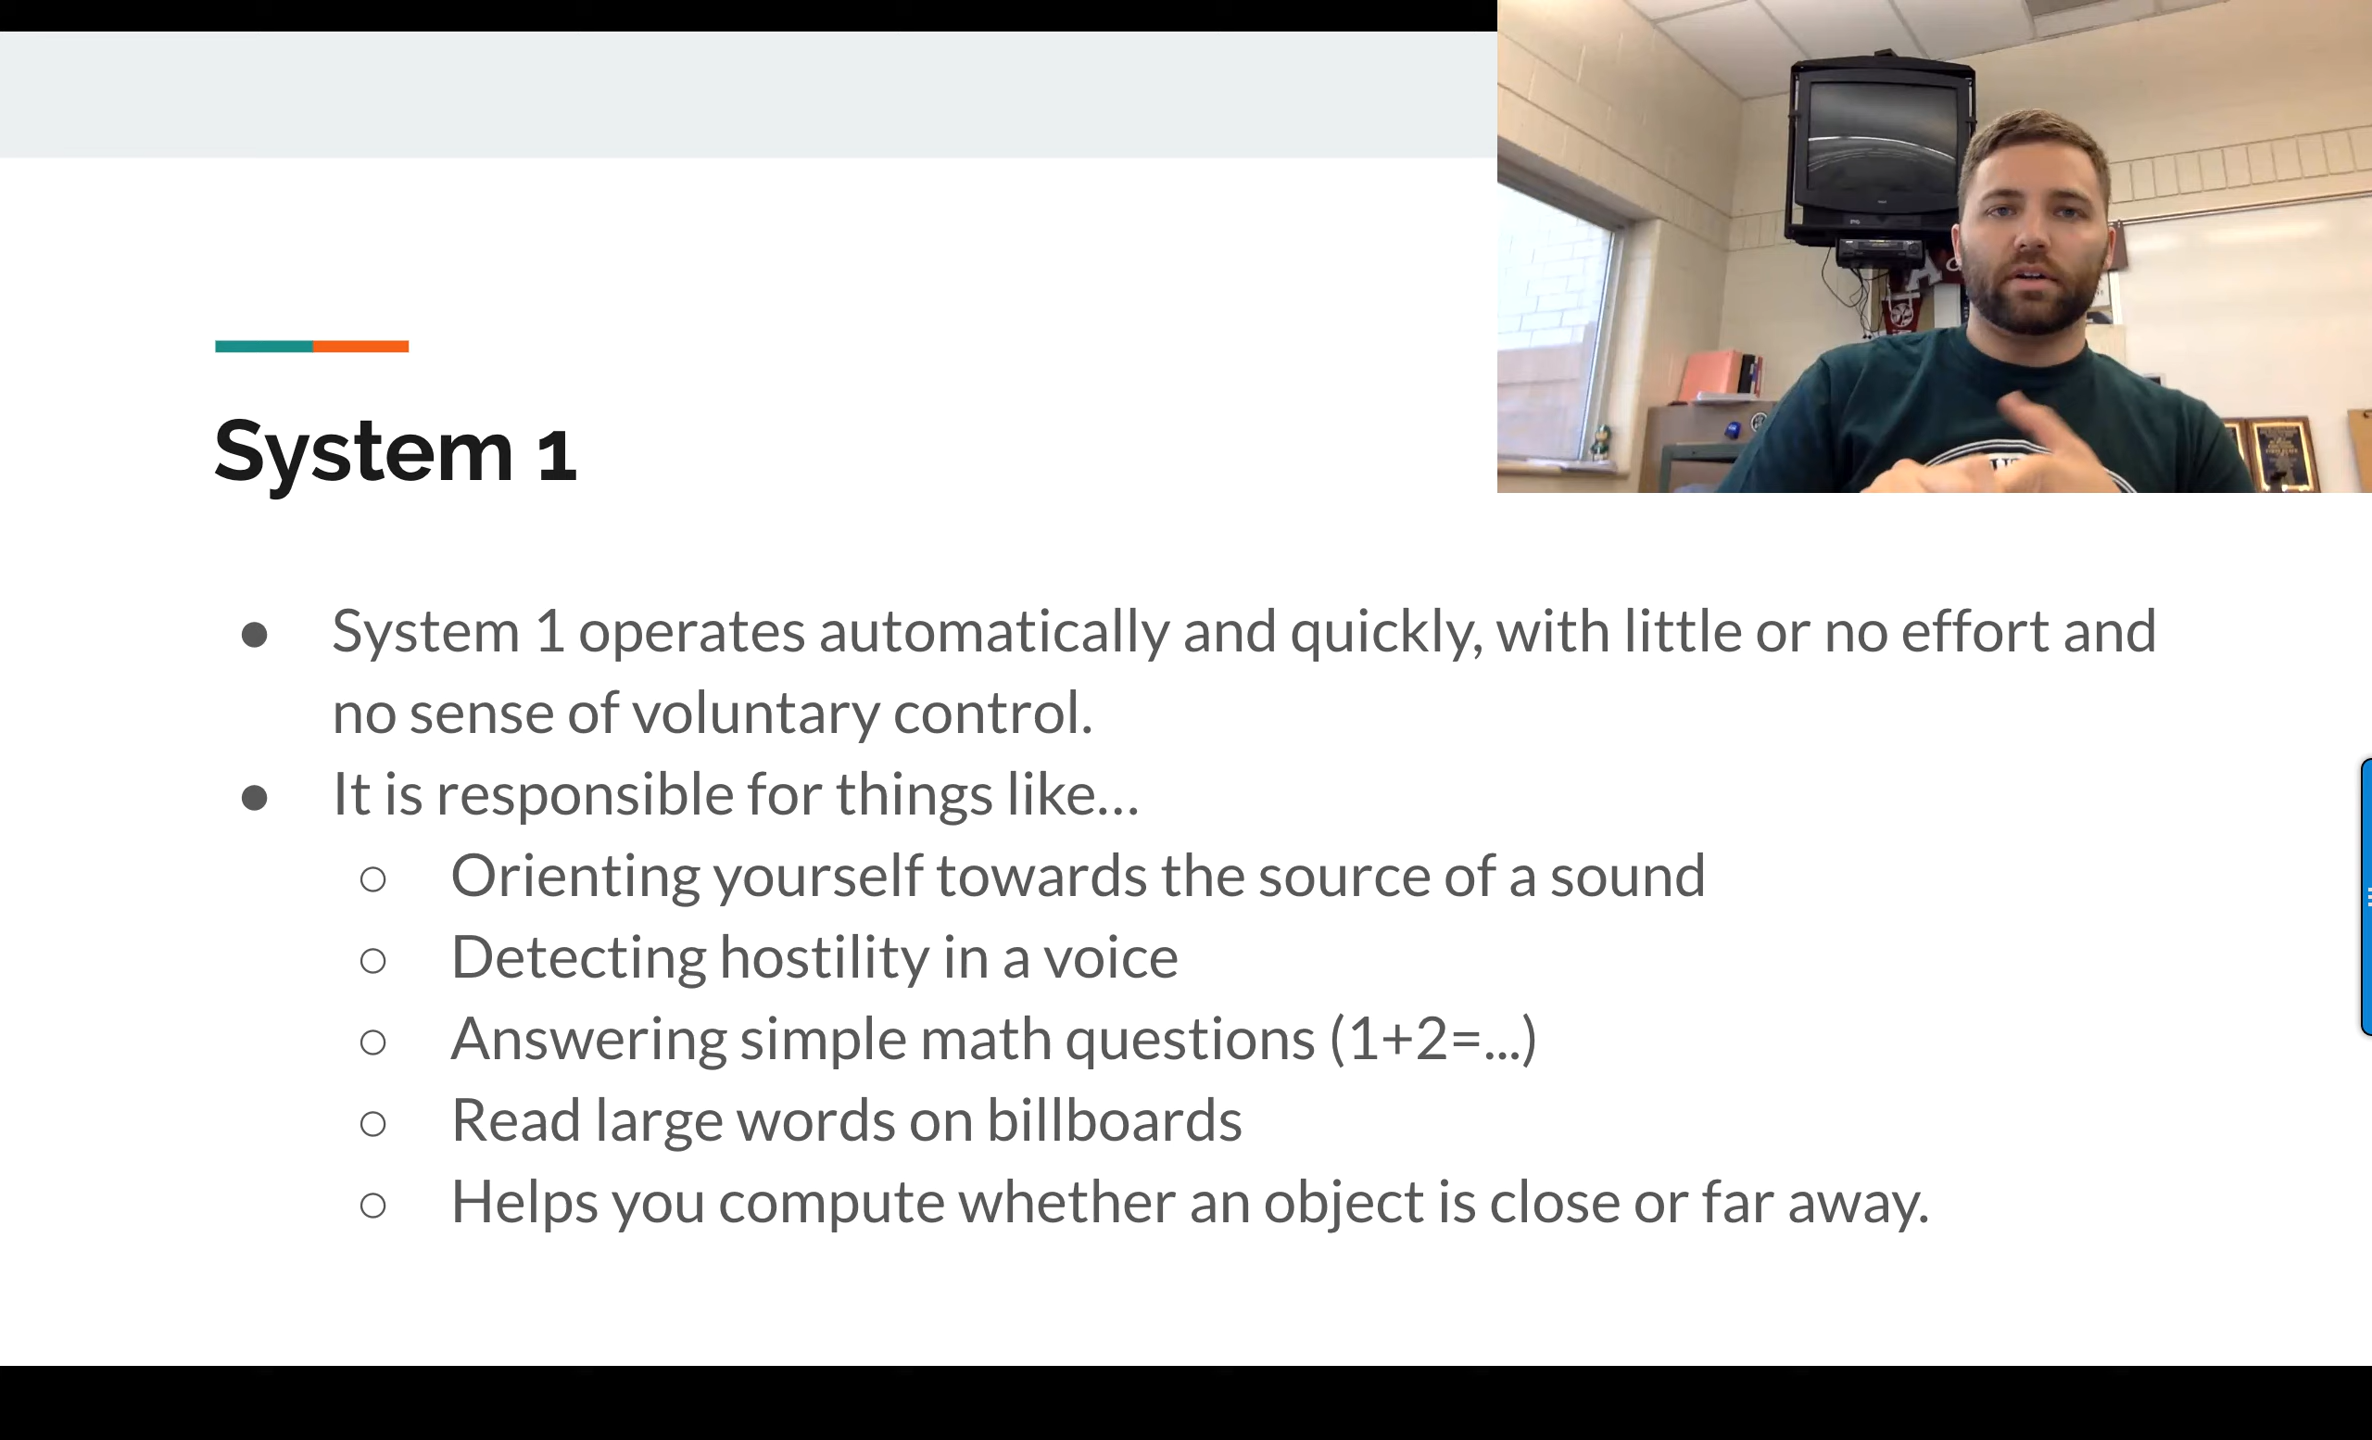 System 1
● System 1 operates automatically and quickly, with little or no effort and
no sense of voluntary control.
● It is responsible for things like...
○ Orienting yourself towards the source of a sound
○ Detecting hostility in a voice
○ Answering simple math questions (1+2=...)
○ Read large words on billboards
○ Helps you compute whether an object is close or far away.